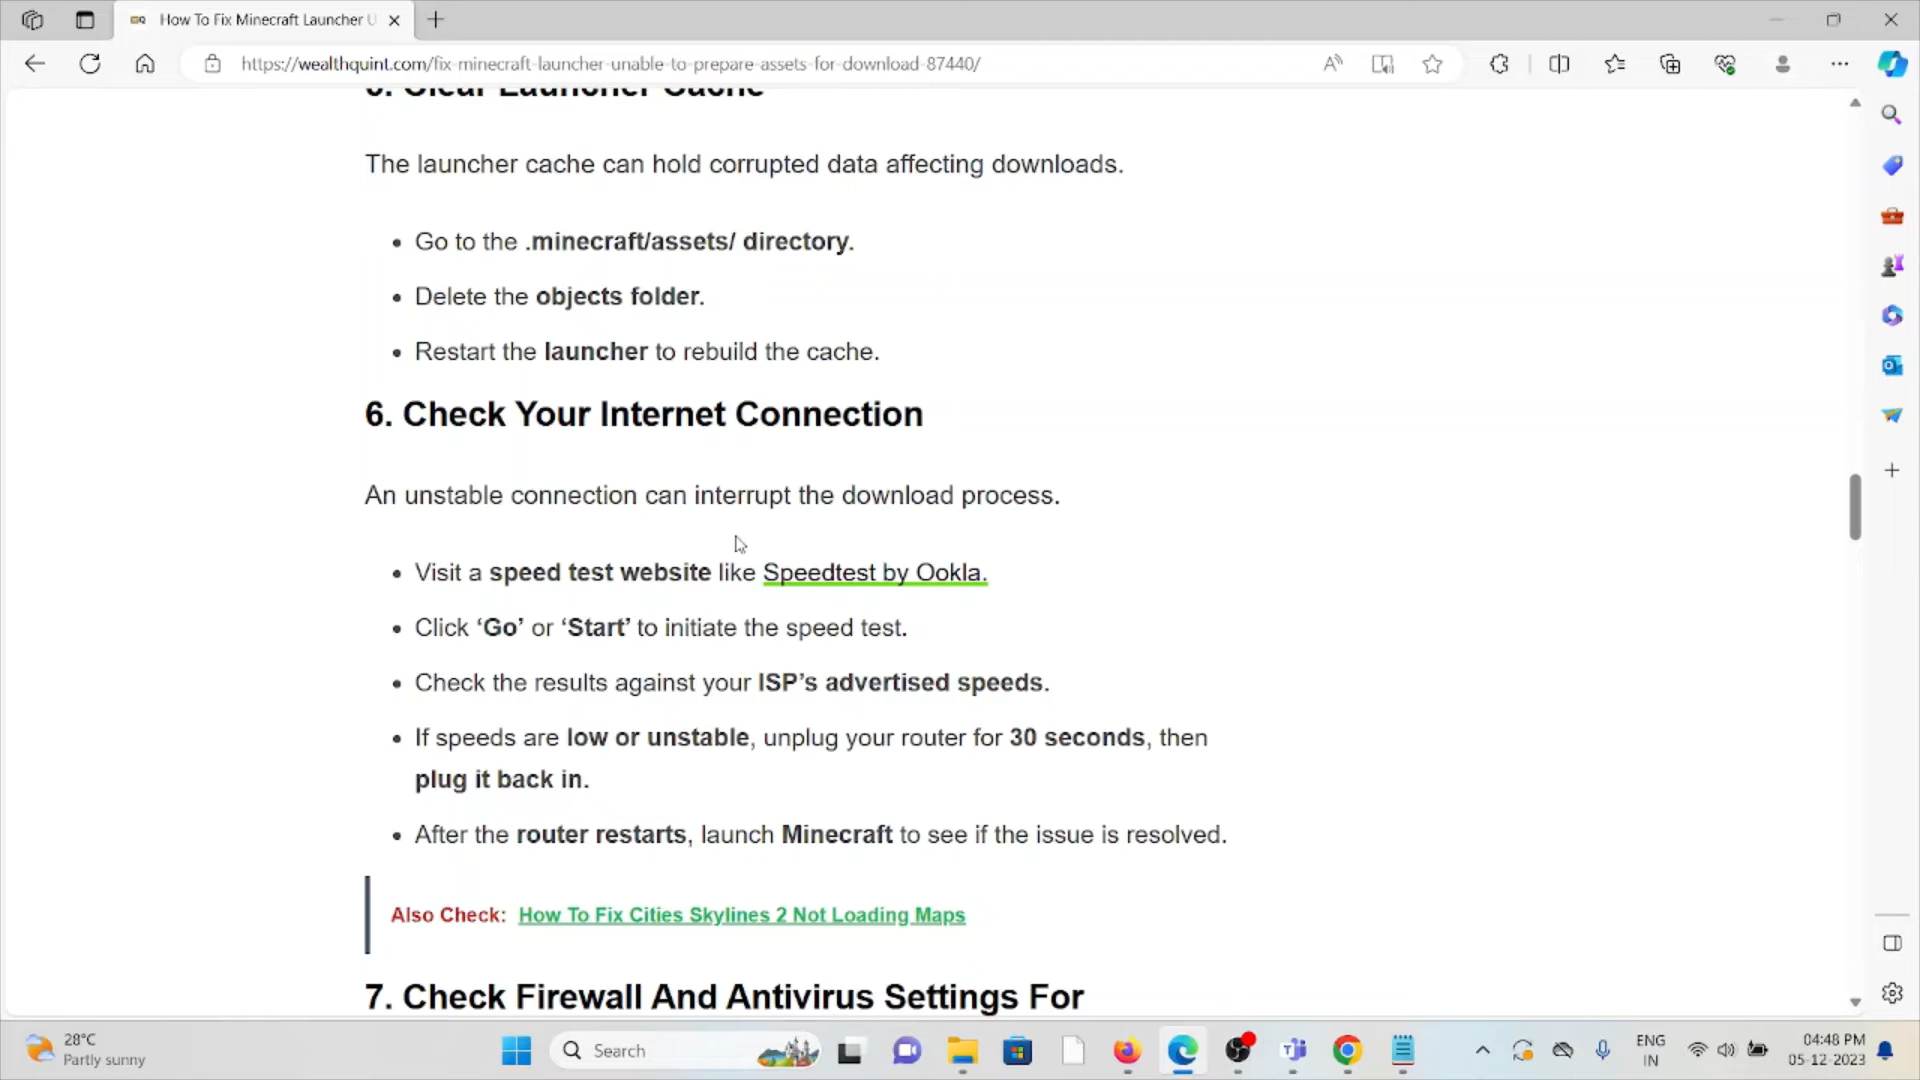 How To Fix Minecraft Launcher U
https://wealthquint.com/fix-minecraft-launcher-unable-to-prepare-assets-for-download-87440/
Clear Launcher Cache
The launcher cache can hold corrupted data affecting downloads.
• Go to the .minecraft/assets/ directory.
• Delete the objects folder.
• Restart the launcher to rebuild the cache.
6. Check Your Internet Connection
An unstable connection can interrupt the download process.
• Visit a speed test website like Speedtest by Ookla.
• Click ‘Go’ or ‘Start’ to initiate the speed test.
• Check the results against your ISP’s advertised speeds.
• If speeds are low or unstable, unplug your router for 30 seconds, then
plug it back in.
• After the router restarts, launch Minecraft to see if the issue is resolved.
Also Check: How To Fix Cities Skylines 2 Not Loading Maps
7. Check Firewall And Antivirus Settings For
28°C
Partly sunny
Search
ENG
IN
04:48 PM
05-12-2023